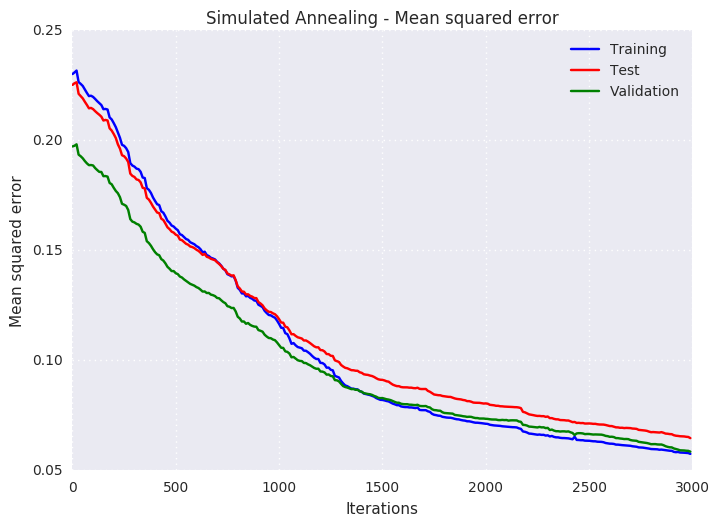 Simulated Annealing - Mean squared error
0.25
Training
Test
Validation
0.20
0.15
0.10
0.05
Mean squared error
0 500 1000 1500 2000 2500 3000
Iterations